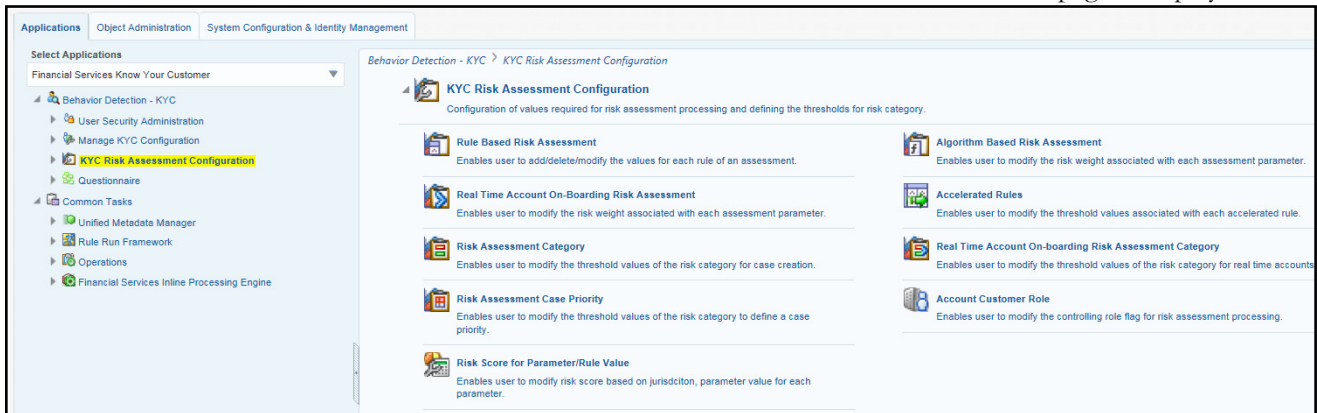 Applications Object Administration System Configuration & Identity Management
Select Applications
Financial Services Know Your Customer
Behavior Detection - KYC
User Security Administration
Manage KYC Configuration
KYC Risk Assessment Configuration
Questionnaire
Common Tasks
Unified Metadata Manager
Rule Run Framework
Operations
Financial Services Inline Processing Engine
Behavior Detection - KYC > KYC Risk Assessment Configuration
KYC Risk Assessment Configuration
Configuration of values required for risk assessment processing and defining the thresholds for risk category.
Rule Based Risk Assessment
Enables user to add/delete/modify the values for each rule of an assessment.
Algorithm Based Risk Assessment
Enables user to modify the risk weight associated with each assessment parameter.
Real Time Account On-Boarding Risk Assessment
Enables user to modify the risk weight associated with each assessment parameter.
Accelerated Rules
Enables user to modify the threshold values associated with each accelerated rule.
Risk Assessment Category
Enables user to modify the threshold values of the risk category for case creation.
Real Time Account On-boarding Risk Assessment Category
Enables user to modify the threshold values of the risk category for real time accounts
Risk Assessment Case Priority
Enables user to modify the threshold values of the risk category to define a case
priority.
Account Customer Role
Enables user to modify the controlling role flag for risk assessment processing.
Risk Score for Parameter/Rule Value
Enables user to modify risk score based on jurisdciton, parameter value for each
parameter.